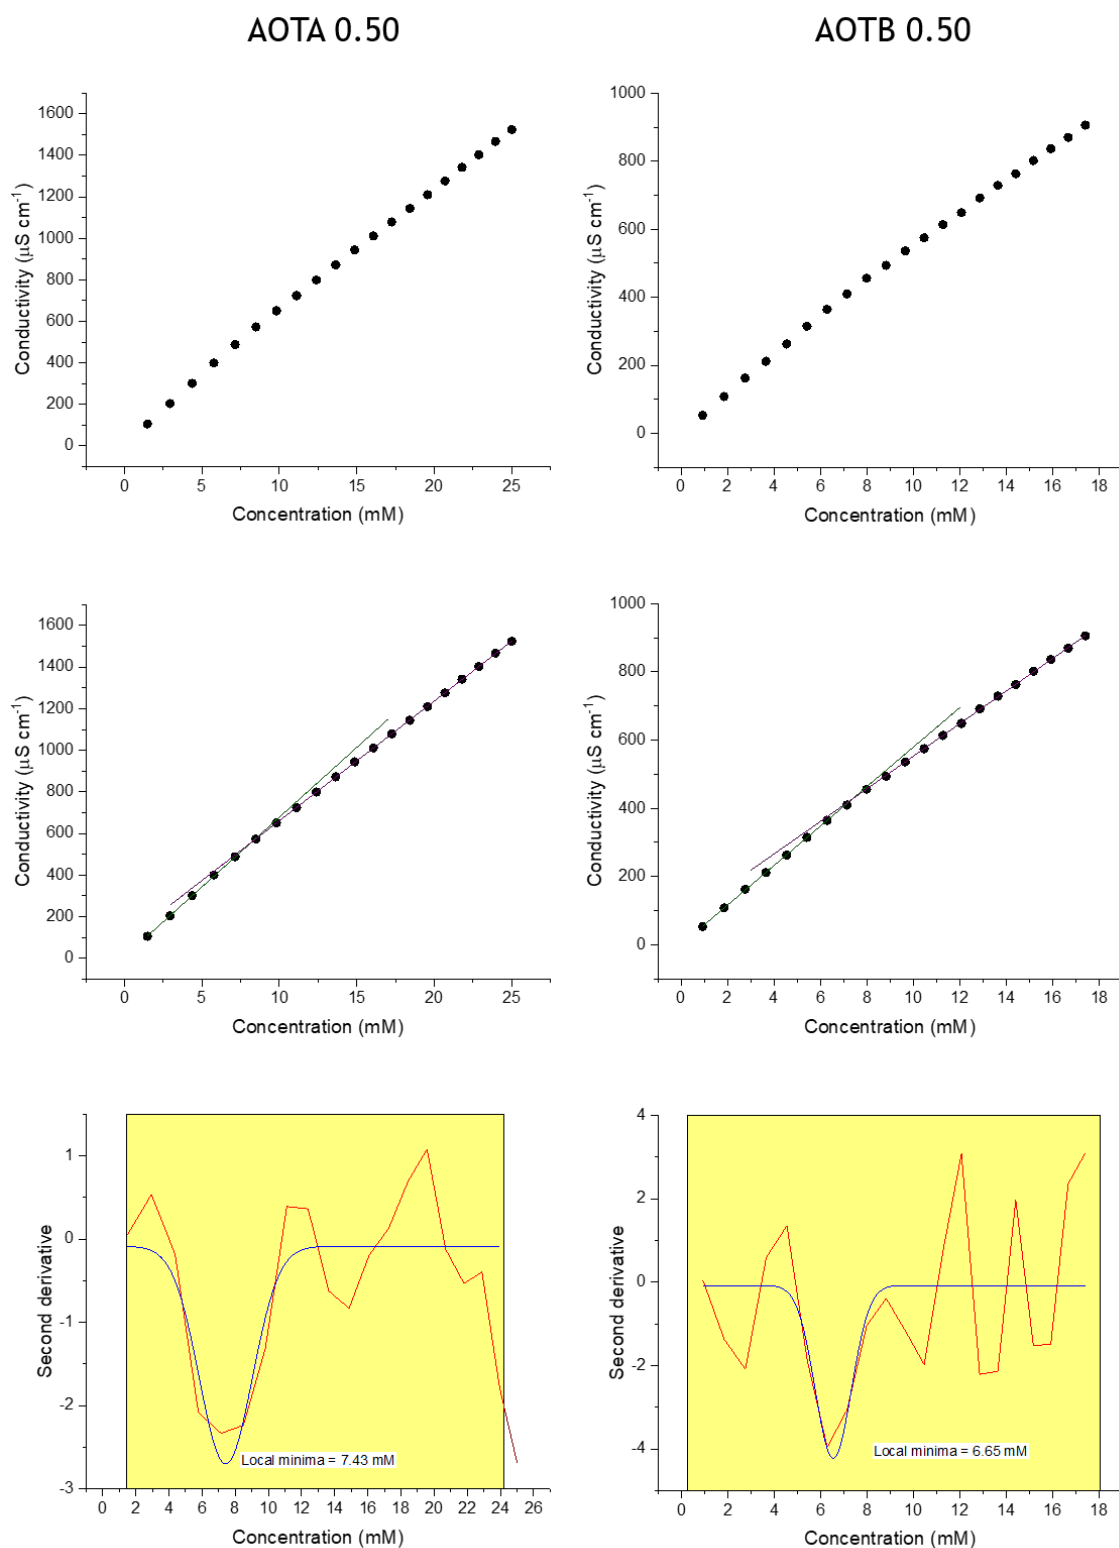 AOTA 0.50
AOTB 0.50
1600
1400
1200
1000
800
600
400
200
0
Conductivity (μS cm⁻¹)
0 5 10 15 20 25
Concentration (mM)
1000
800
600
400
200
0
Conductivity (μS cm⁻¹)
0 2 4 6 8 10 12 14 16 18
Concentration (mM)
1600
1400
1200
1000
800
600
400
200
0
Conductivity (μS cm⁻¹)
0 5 10 15 20 25
Concentration (mM)
1000
800
600
400
200
0
Conductivity (μS cm⁻¹)
0 2 4 6 8 10 12 14 16 18
Concentration (mM)
1
0
-1
-2
-3
Second derivative
Local minima = 7.43 mM
0 2 4 6 8 10 12 14 16 18 20 22 24 26
Concentration (mM)
4
2
0
-2
-4
Second derivative
Local minima = 6.65 mM
0 2 4 6 8 10 12 14 16 18
Concentration (mM)